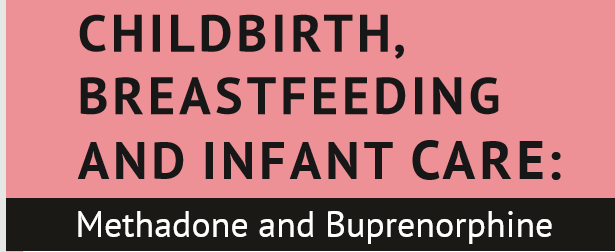 CHILDBIRTH,
BREASTFEEDING
AND INFANT CARE:
Methadone and Buprenorphine